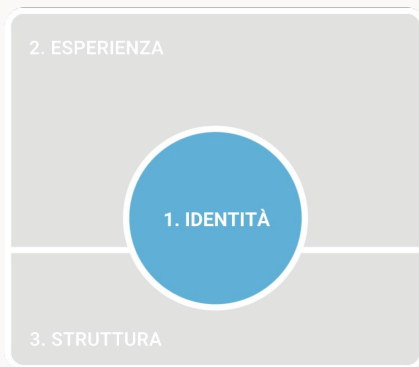 2. ESPERIENZA
1. IDENTITÀ
3. STRUTTURA